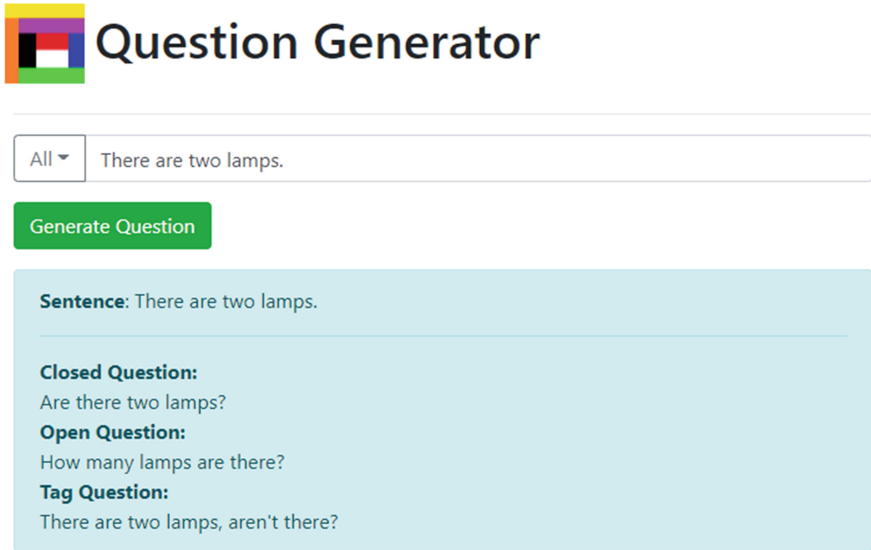 Question Generator
All There are two lamps.
Generate Question
Sentence: There are two lamps.
Closed Question:
Are there two lamps?
Open Question:
How many lamps are there?
Tag Question:
There are two lamps, aren't there?